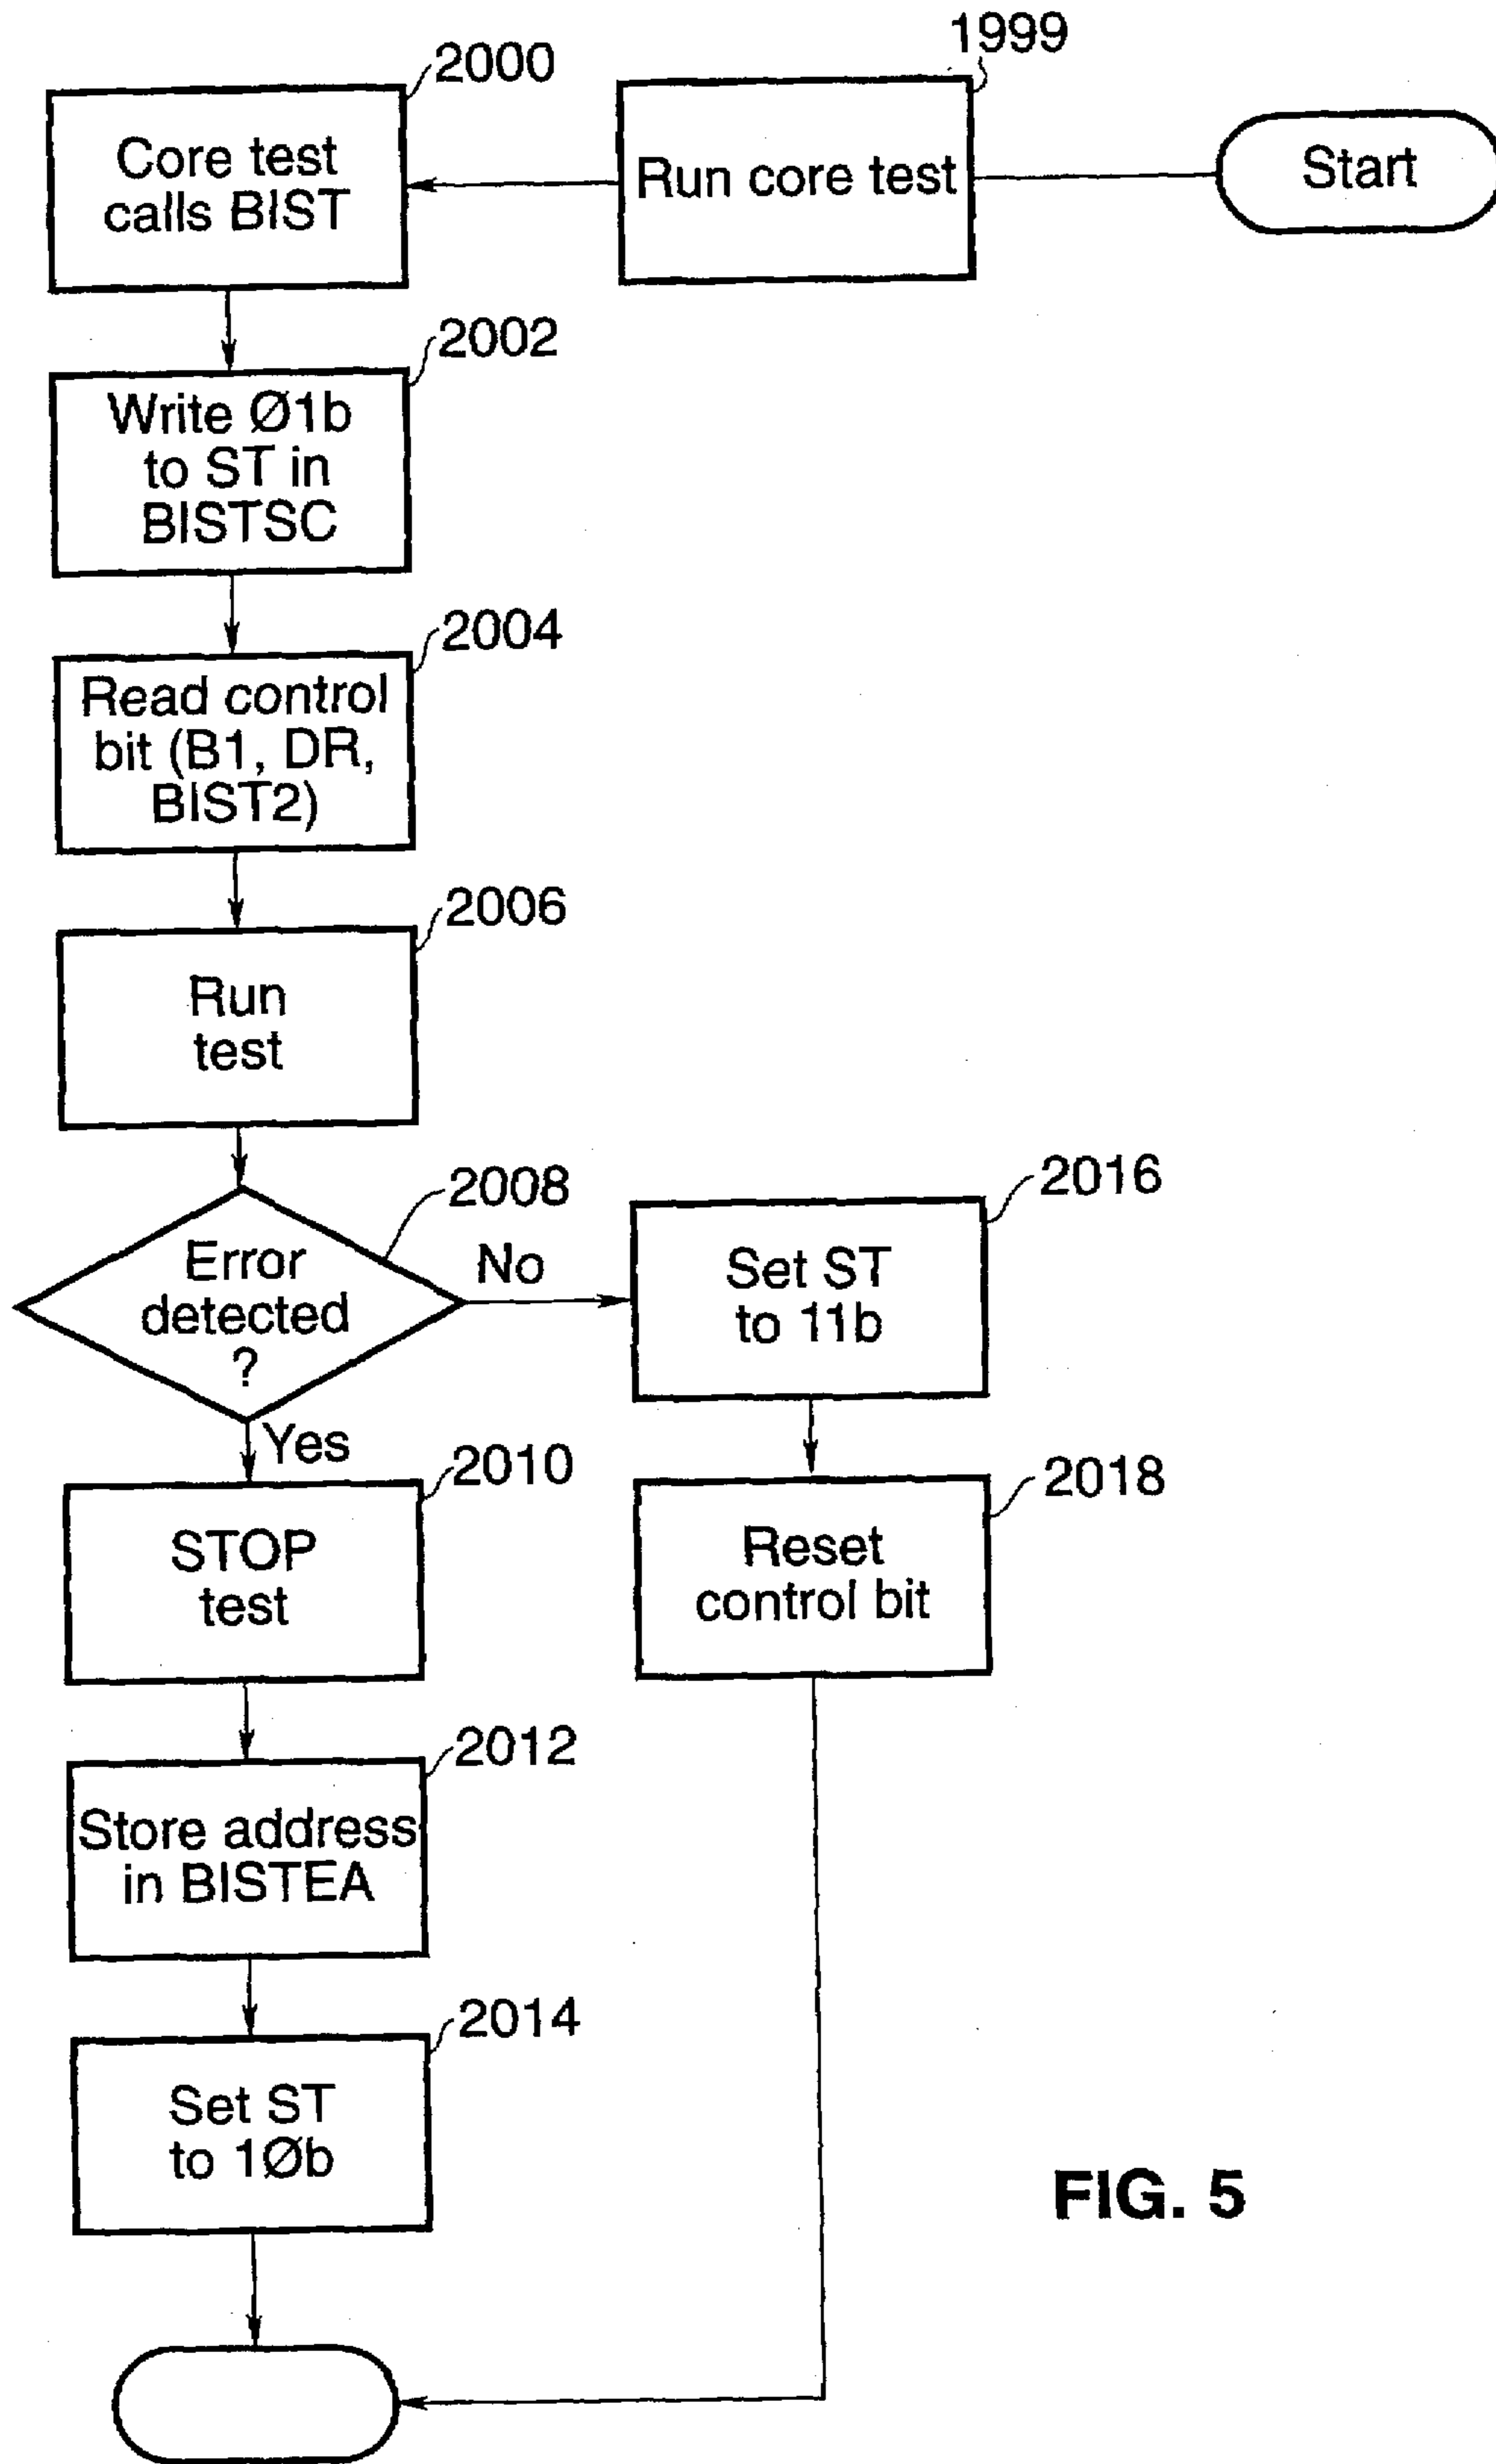 Start
1999
Run core test
2000
Core test
calls BIST
2002
Write Ø1b
to ST in
BISTSC
2004
Read control
bit (B1, DR,
BIST2)
2006
Run
test
2008
Error
detected
?
No
Yes
2016
Set ST
to 11b
2018
Reset
control bit
2010
STOP
test
2012
Store address
in BISTEA
2014
Set ST
to 1Øb
FIG. 5